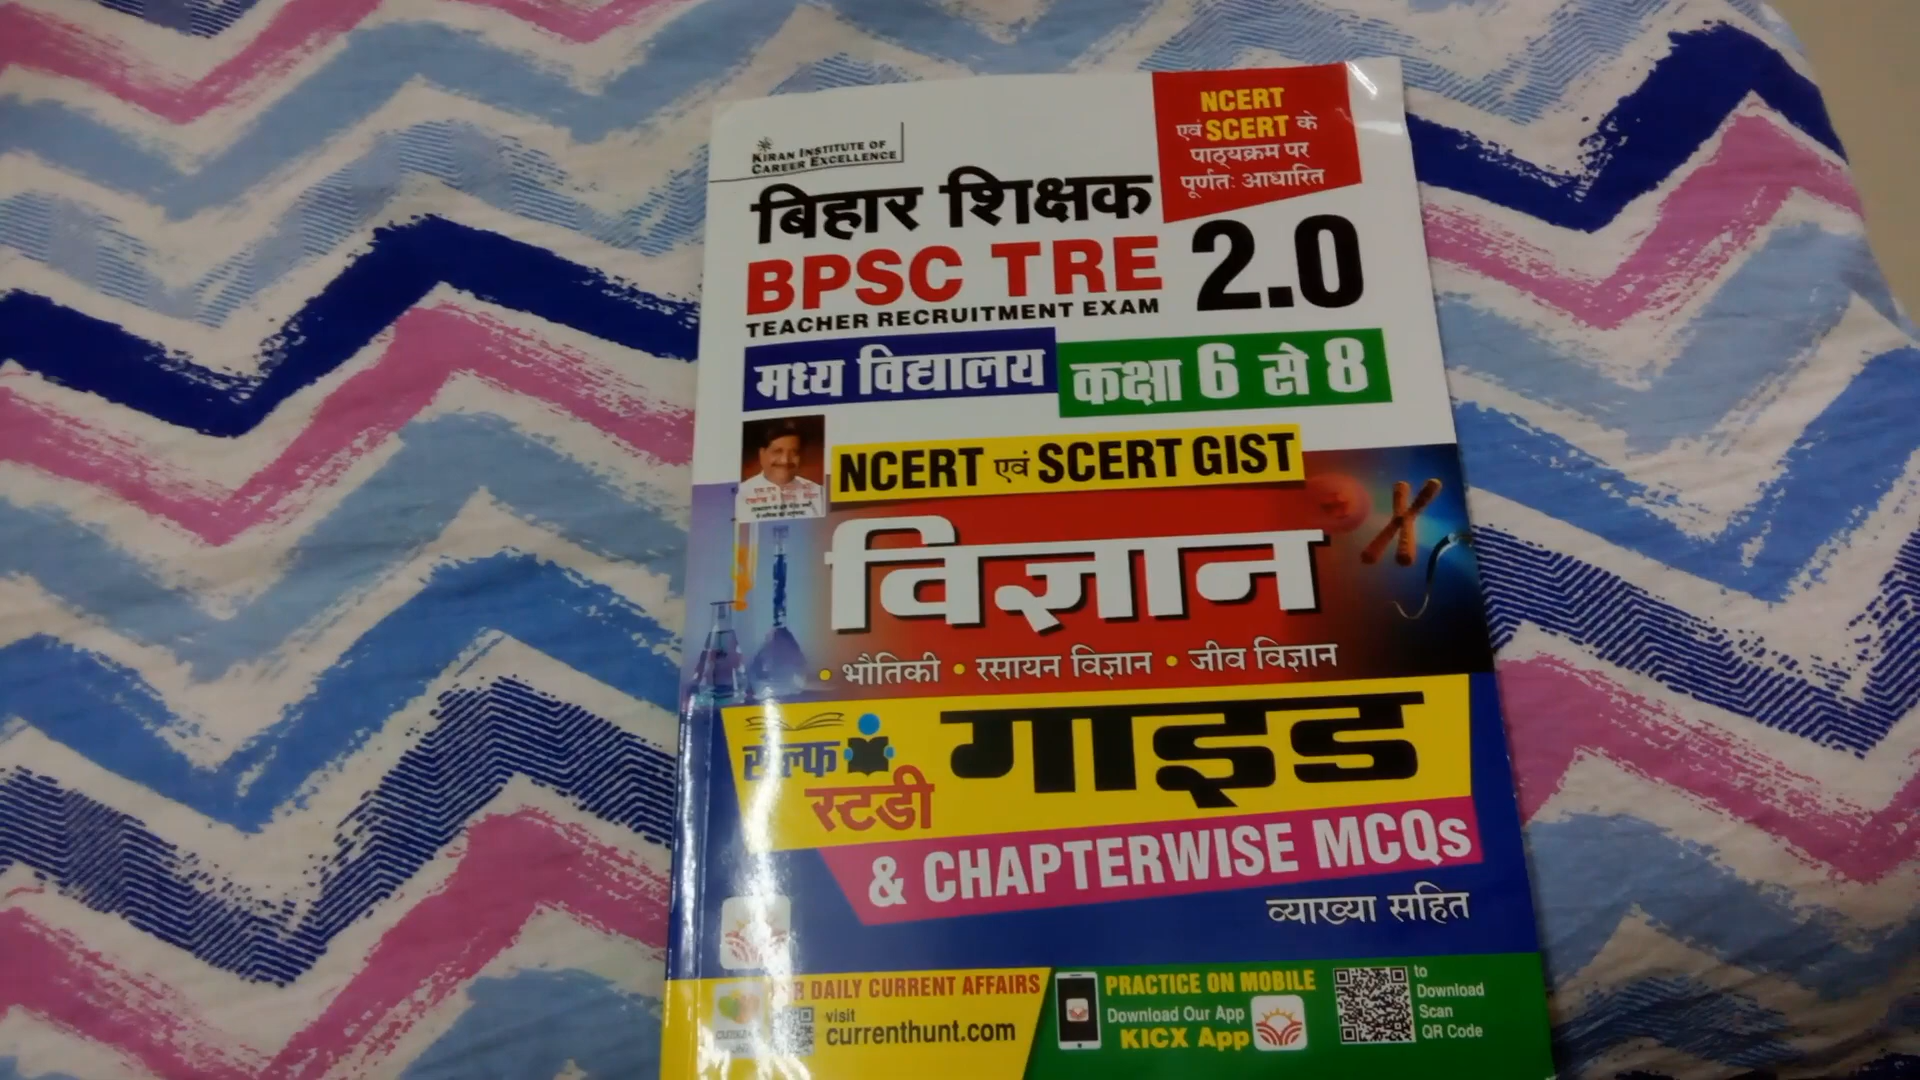 KIRAN INSTITUTE OF
CAREER EXCELLENCE
NCERT
एवं SCERT के
पाठ्यक्रम पर
पूर्णतः आधारित
बिहार शिक्षक
BPSC TRE 2.0
TEACHER RECRUITMENT EXAM
मध्य विद्यालय कक्षा 6 से 8
NCERT एवं SCERT GIST
विज्ञान
• भौतिकी • रसायन विज्ञान • जीव विज्ञान
सेल्फ
स्टडी
गाइड
& CHAPTERWISE MCQs
व्याख्या सहित
DAILY CURRENT AFFAIRS
visit
currenthunt.com
PRACTICE ON MOBILE
Download Our App
KICX App
to
Download
Scan
QR Code